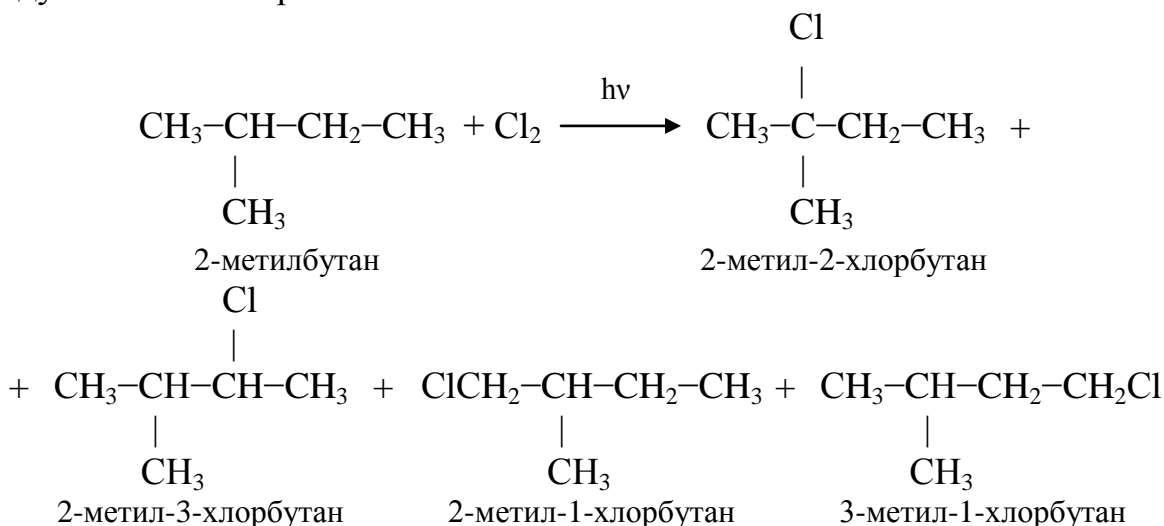 Cl
|
hν
CH₃−CH−CH₂−CH₃ + Cl₂ ⟶ CH₃−C−CH₂−CH₃ +
| |
CH₃ CH₃
2-метилбутан 2-метил-2-хлорбутан
Cl
|
+ CH₃−CH−CH−CH₃ + ClCH₂−CH−CH₂−CH₃ + CH₃−CH−CH₂−CH₂Cl
| | |
CH₃ CH₃ CH₃
2-метил-3-хлорбутан 2-метил-1-хлорбутан 3-метил-1-хлорбутан